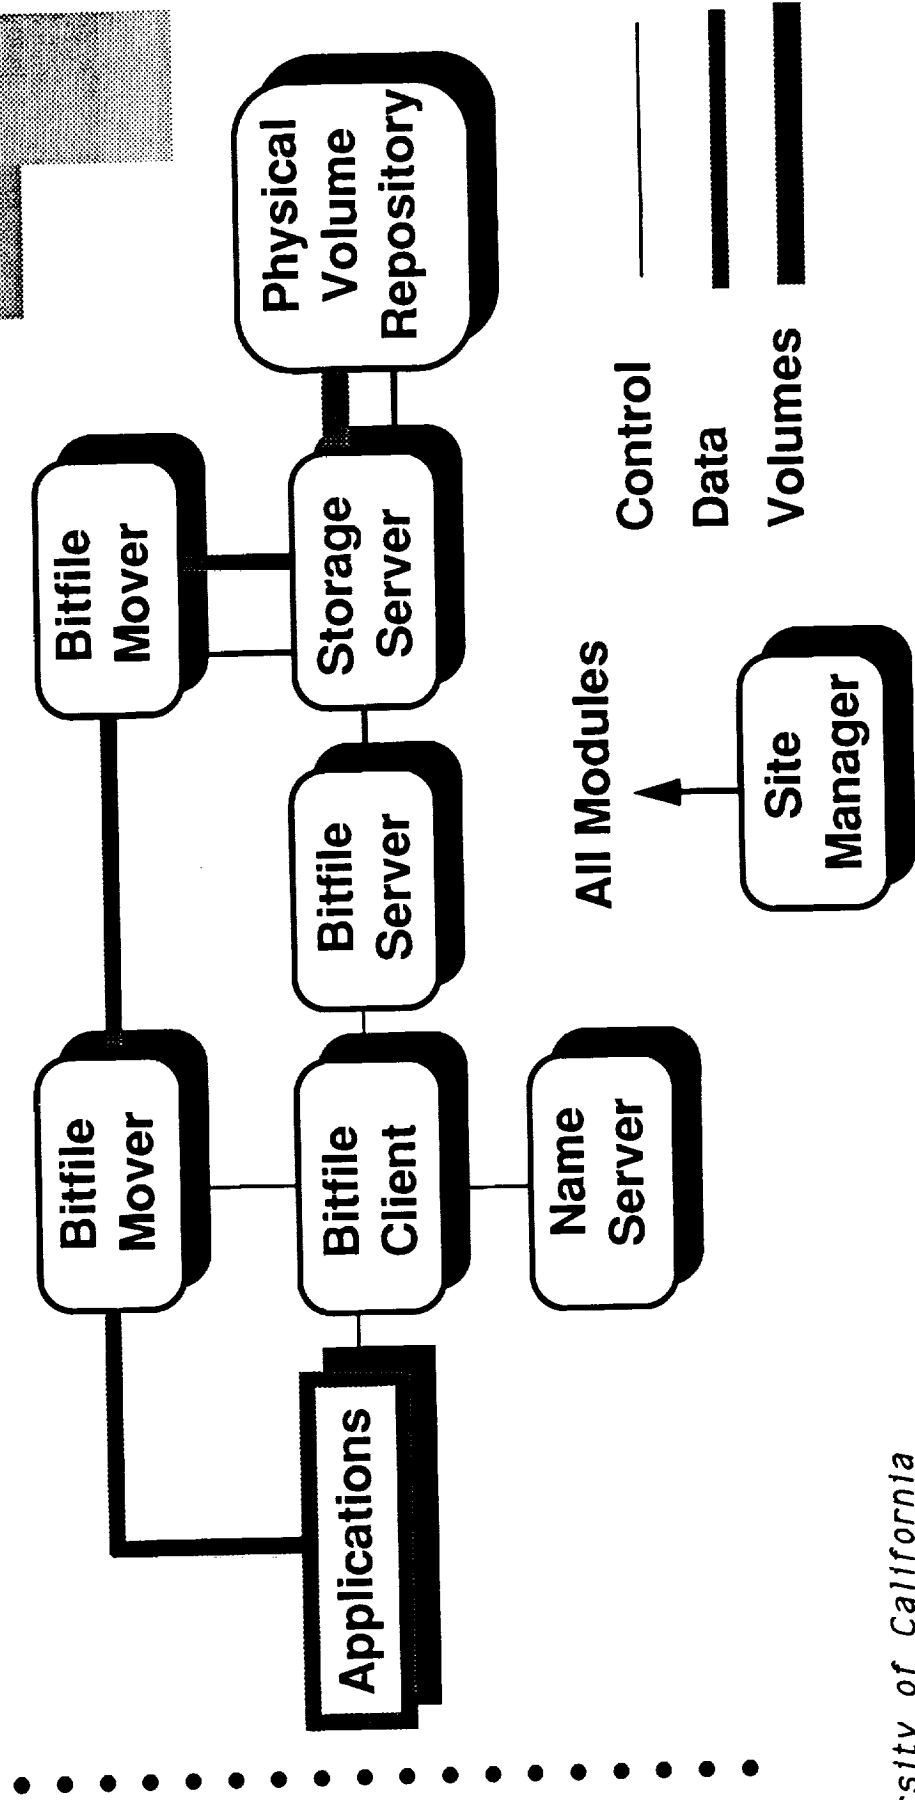 Bitfile
Mover
Bitfile
Mover
Applications
Bitfile
Client
Bitfile
Server
Storage
Server
Physical
Volume
Repository
Name
Server
All Modules
Site
Manager
Control
Data
Volumes
of California